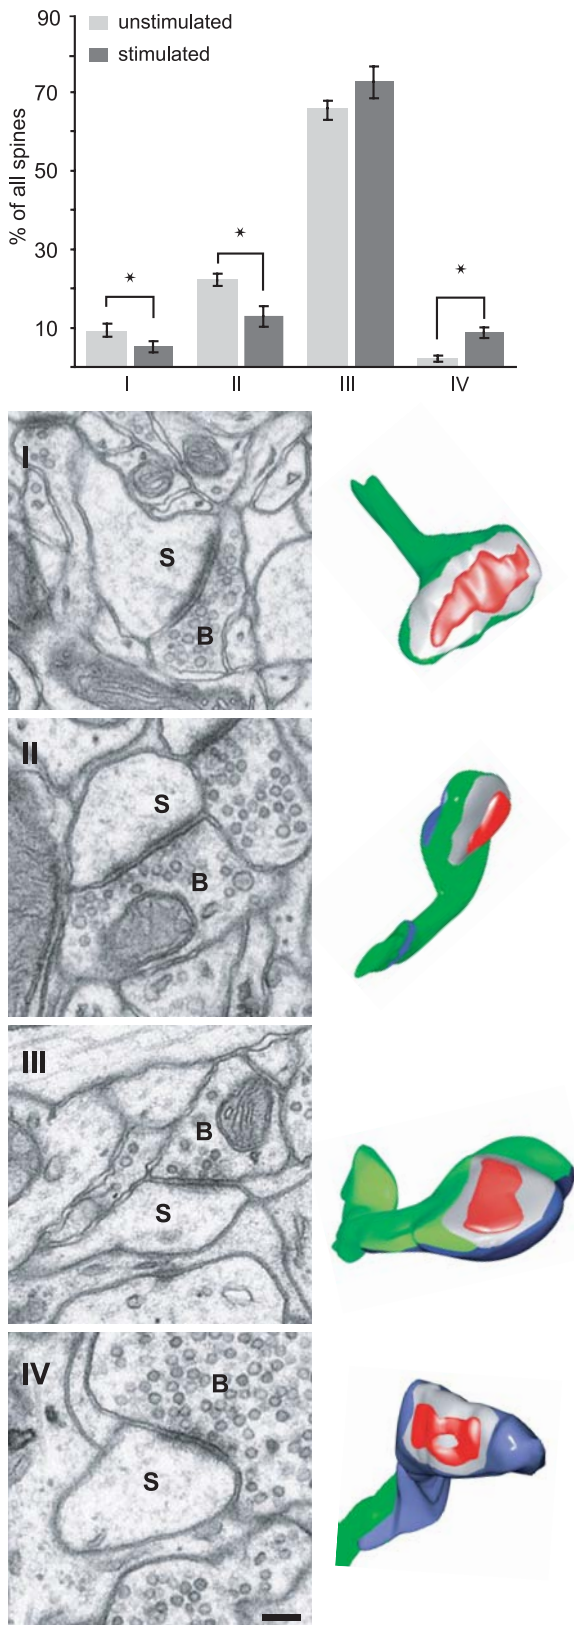 90
unstimulated
stimulated
70
50
30
10
% of all spines
*
*
*
I
II
III
IV
I
S
B
II
S
B
III
B
S
IV
B
S